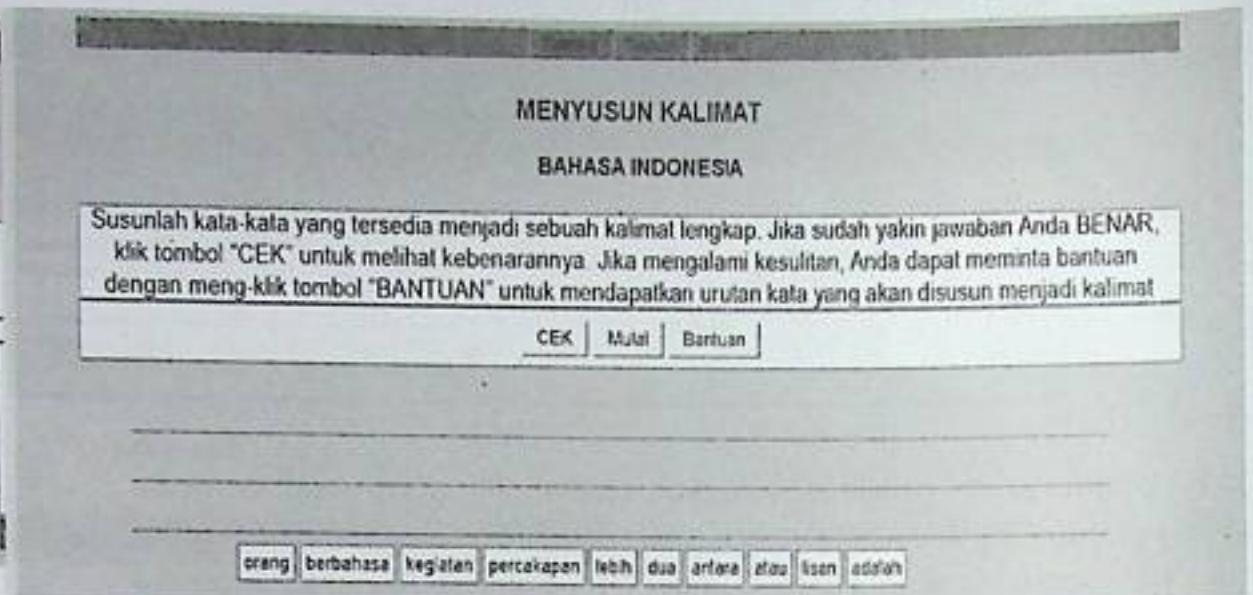 MENYUSUN KALIMAT
BAHASA INDONESIA
Susunlah kata-kata yang tersedia menjadi sebuah kalimat lengkap. Jika sudah yakin jawaban Anda BENAR,
klik tombol "CEK" untuk melihat kebenarannya. Jika mengalami kesulitan, Anda dapat meminta bantuan
dengan meng-klik tombol "BANTUAN" untuk mendapatkan urutan kata yang akan disusun menjadi kalimat
CEK Mulai Bantuan
orang berbahasa kegiatan percakapan lebih dua antara atau lisan adalah